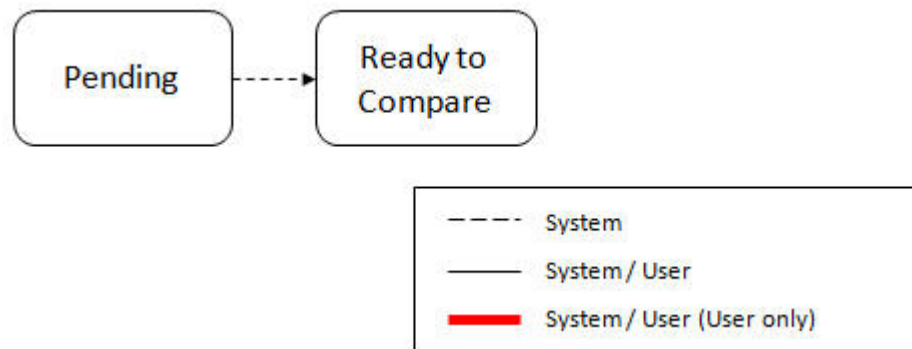 Pending
Ready to
Compare
System
System / User
System / User (User only)